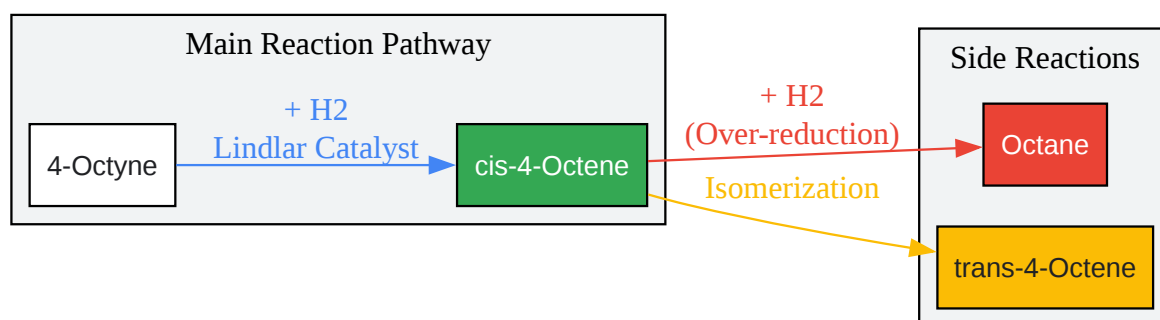 Main Reaction Pathway
4-Octyne
+ H2
Lindlar Catalyst
cis-4-Octene
+ H2
(Over-reduction)
Isomerization
Side Reactions
Octane
trans-4-Octene